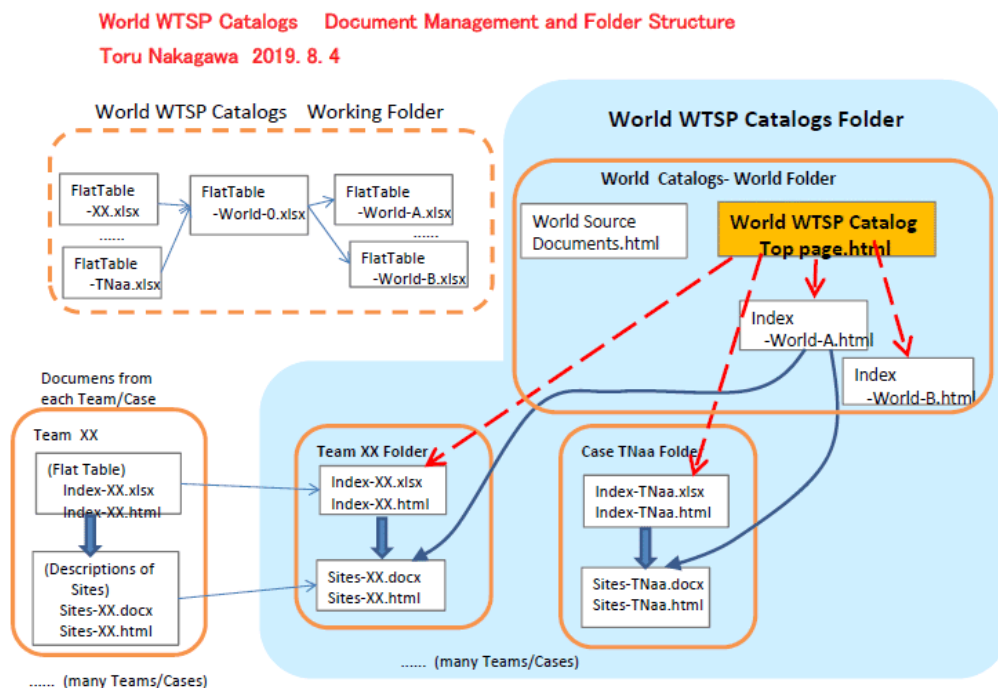 World WTSP Catalogs    Document Management and Folder Structure
Toru Nakagawa  2019. 8. 4
World WTSP Catalogs    Working Folder
FlatTable
-XX.xlsx
......
FlatTable
-TNaa.xlsx
FlatTable
-World-0.xlsx
FlatTable
-World-A.xlsx
......
FlatTable
-World-B.xlsx
World WTSP Catalogs Folder
World  Catalogs- World Folder
World Source
Documents.html
World WTSP Catalog
Top page.html
Index
-World-A.html
Index
-World-B.html
Documens from
each Team/Case
Team  XX
(Flat Table)
Index-XX.xlsx
Index-XX.html
(Descriptions of
Sites)
Sites-XX.docx
Sites-XX.html
...... (many Teams/Cases)
Team XX Folder
Index-XX.xlsx
Index-XX.html
Sites-XX.docx
Sites-XX.html
Case TNaa Folde
Index-TNaa.xlsx
Index-TNaa.html
Sites-TNaa.docx
Sites-TNaa.html
...... (many Teams/Cases)